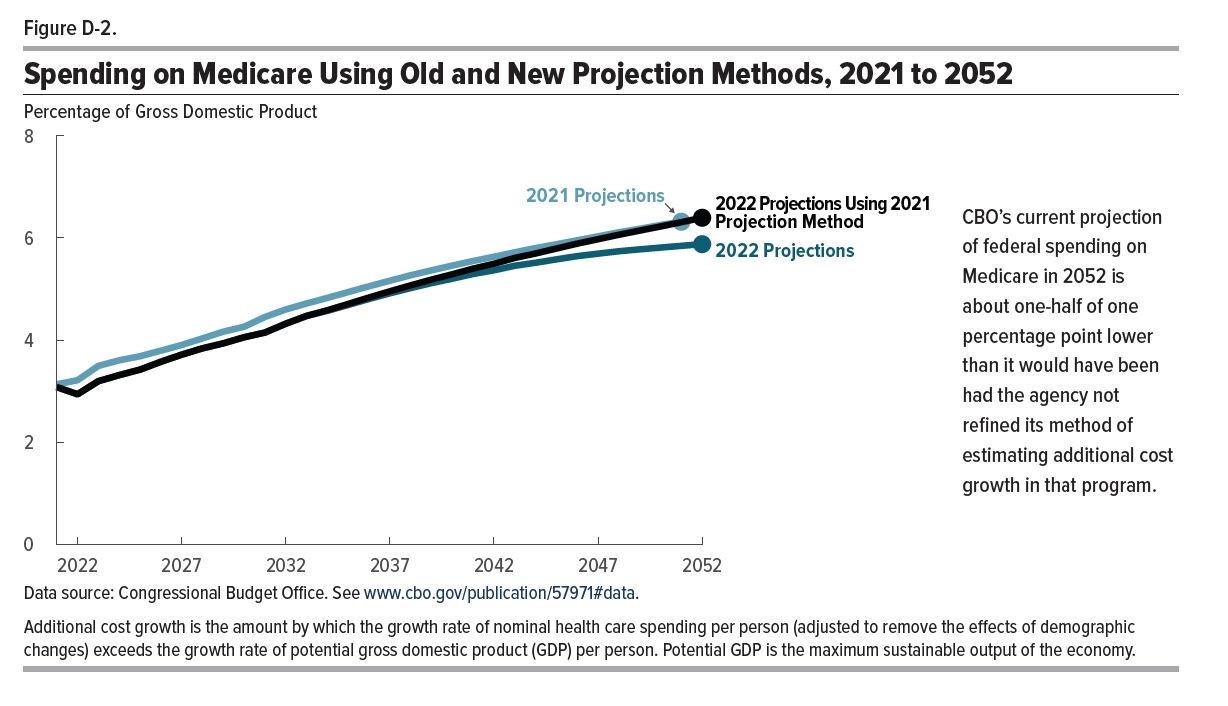 Figure D-2.
Spending on Medicare Using Old and New Projection Methods, 2021 to 2052
Percentage of Gross Domestic Product
8
6
4
2
0
2021 Projections
2022 Projections Using 2021
Projection Method
2022 Projections
CBO’s current projection
of federal spending on
Medicare in 2052 is
about one-half of one
percentage point lower
than it would have been
had the agency not
refined its method of
estimating additional cost
growth in that program.
2022 2027 2032 2037 2042 2047 2052
Data source: Congressional Budget Office. See www.cbo.gov/publication/57971#data.
Additional cost growth is the amount by which the growth rate of nominal health care spending per person (adjusted to remove the effects of demographic
changes) exceeds the growth rate of potential gross domestic product (GDP) per person. Potential GDP is the maximum sustainable output of the economy.